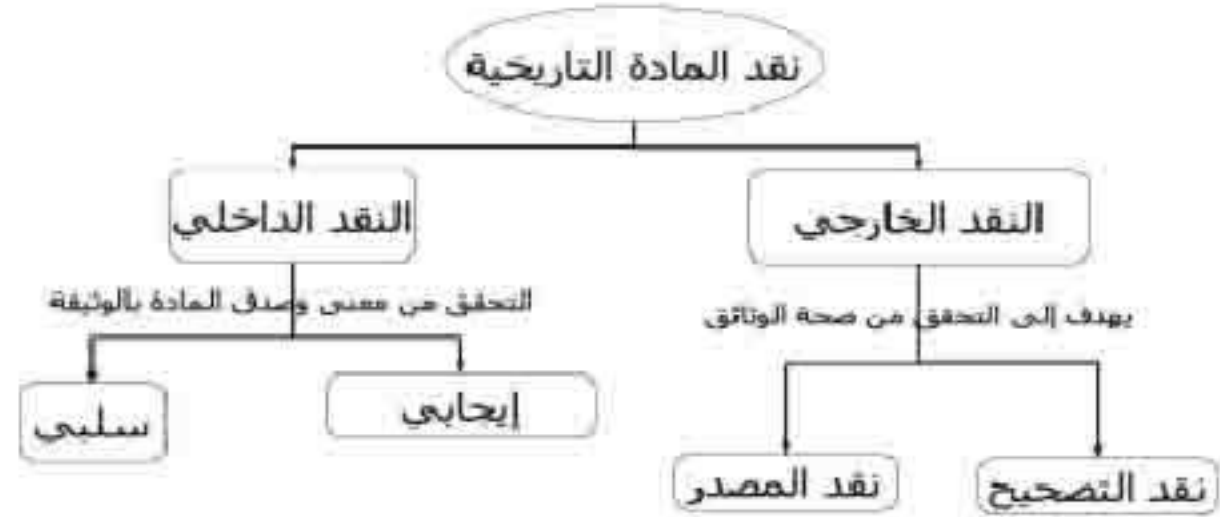 نقد المادة التاريخية
النقد الخارجي
النقد الداخلي
يهدف إلى التحقق من صحة الوثائق
التحقق من معنى وصدق المادة بالوثيقة
نقد التصحيح
نقد المصدر
إيجابي
سلبي